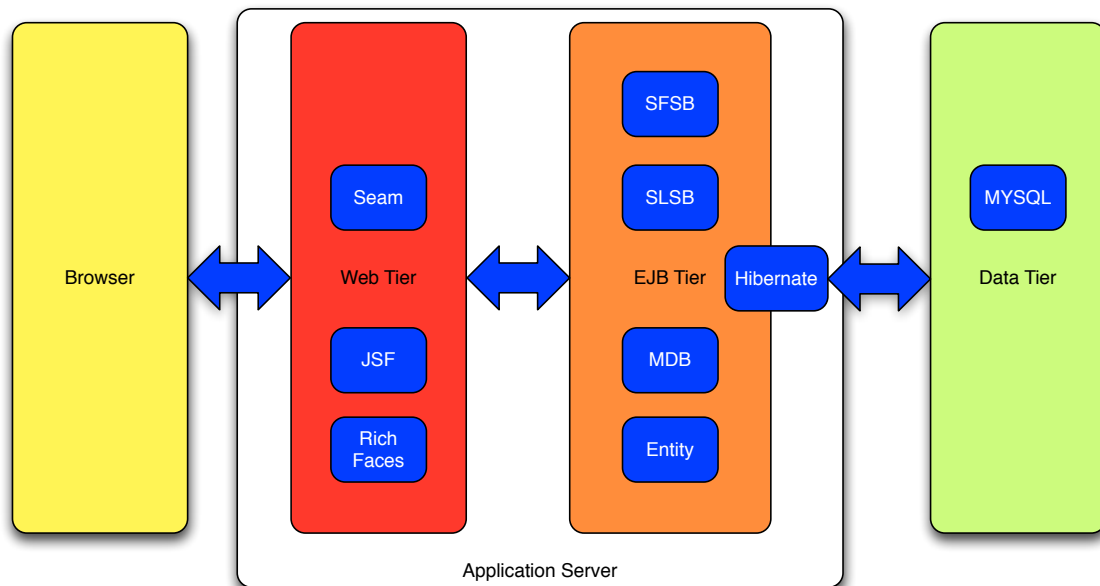 SFSB
Seam
SLSB
MYSQL
Browser
Web Tier
EJB Tier
Hibernate
Data Tier
JSF
MDB
Rich
Faces
Entity
Application Server